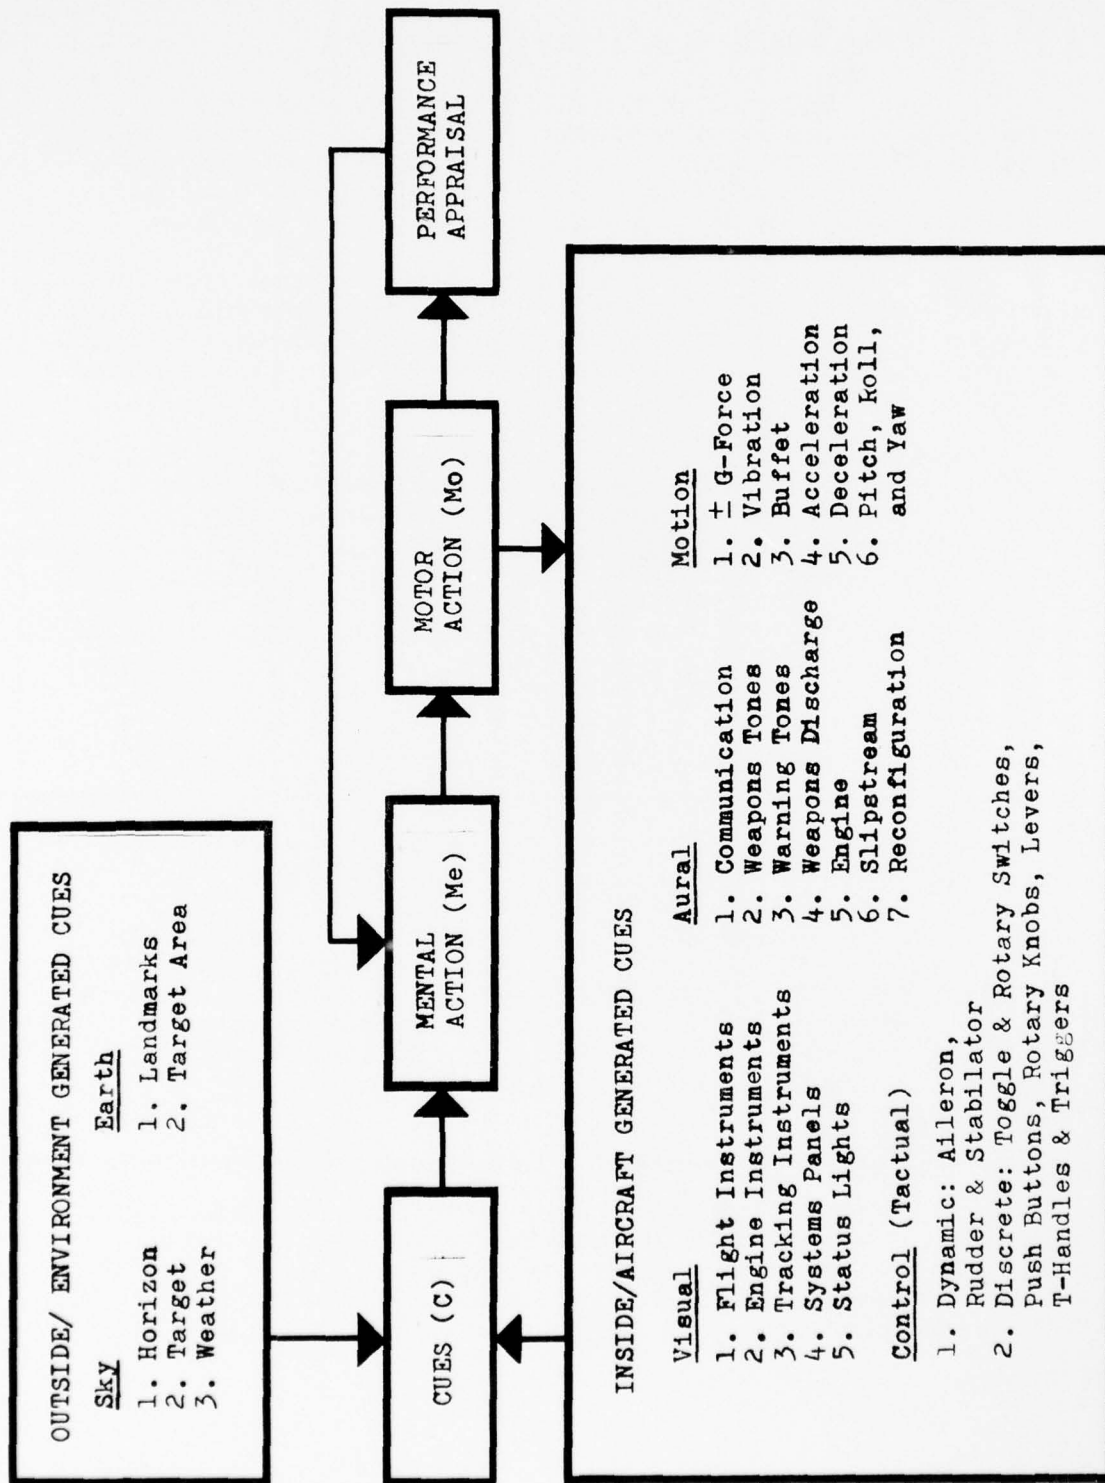 OUTSIDE/ ENVIRONMENT GENERATED CUES
Sky
1. Horizon
2. Target
3. Weather
Earth
1. Landmarks
2. Target Area
CUES (C)
MENTAL
ACTION (Me)
MOTOR
ACTION (Mo)
PERFORMANCE
APPRAISAL
INSIDE/AIRCRAFT GENERATED CUES
Visual
1. Flight Instruments
2. Engine Instruments
3. Tracking Instruments
4. Systems Panels
5. Status Lights
Aural
1. Communication
2. Weapons Tones
3. Warning Tones
4. Weapons Discharge
5. Engine
6. Slipstream
7. Reconfiguration
Motion
1. ± G-Force
2. Vibration
3. Buffet
4. Acceleration
5. Deceleration
6. Pitch, Roll,
and Yaw
Control (Tactual)
1. Dynamic: Aileron,
Rudder & Stabilator
2. Discrete: Toggle & Rotary Switches,
Push Buttons, Rotary Knobs, Levers,
T-Handles & Triggers